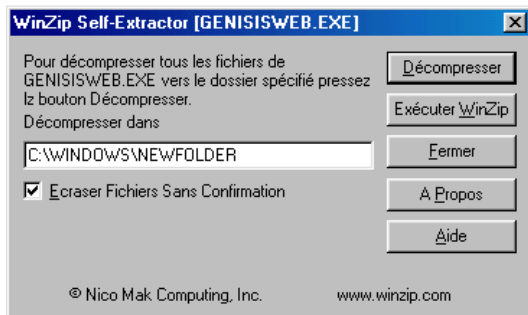 WinZip Self-Extractor [GENISISWEB.EXE]
Pour décompresser tous les fichiers de
GENISISWEB.EXE vers le dossier spécifié pressez
lz bouton Décompresser.
Décompresser dans
C:\WINDOWS\NEWFOLDER
Ecraser Fichiers Sans Confirmation
Décompresser
Exécuter WinZip
Fermer
A Propos
Aide
© Nico Mak Computing, Inc. www.winzip.com